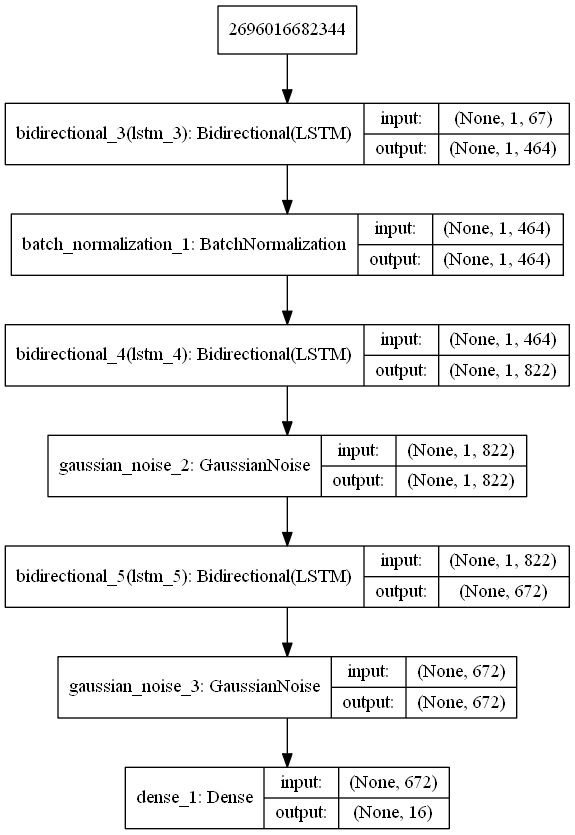 2696016682344
bidirectional_3(lstm_3): Bidirectional(LSTM)
input: (None, 1, 67)
output: (None, 1, 464)
batch_normalization_1: BatchNormalization
input: (None, 1, 464)
output: (None, 1, 464)
bidirectional_4(lstm_4): Bidirectional(LSTM)
input: (None, 1, 464)
output: (None, 1, 822)
gaussian_noise_2: GaussianNoise
input: (None, 1, 822)
output: (None, 1, 822)
bidirectional_5(lstm_5): Bidirectional(LSTM)
input: (None, 1, 822)
output: (None, 672)
gaussian_noise_3: GaussianNoise
input: (None, 672)
output: (None, 672)
dense_1: Dense
input: (None, 672)
output: (None, 16)